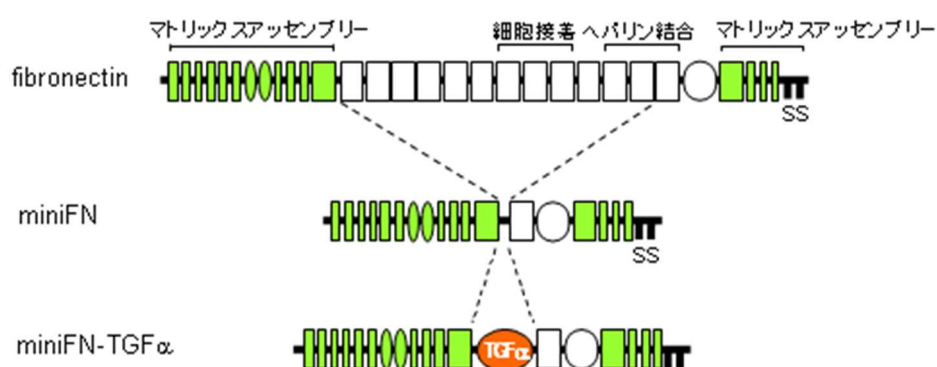 マトリックスアッセンブリー 細胞接着 ヘパリン結合 マトリックスアッセンブリー
fibronectin
SS
miniFN
SS
miniFN-TGFα TGFα